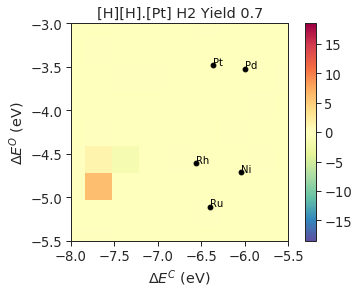 [H][H].[Pt] H2 Yield 0.7
−3.0
−3.5
−4.0
−4.5
−5.0
−5.5
ΔE^O (eV)
Pt
Pd
Rh
Ni
Ru
−8.0 −7.5 −7.0 −6.5 −6.0 −5.5
ΔE^C (eV)
15
10
5
0
−5
−10
−15